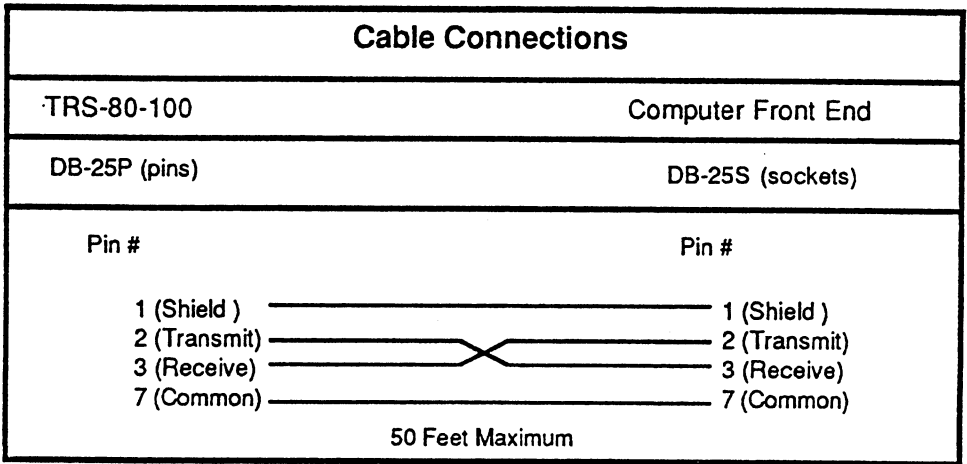 Cable Connections
TRS-80-100 Computer Front End
DB-25P (pins) DB-25S (sockets)
Pin # Pin #
1 (Shield ) 1 (Shield )
2 (Transmit) 2 (Transmit)
3 (Receive) 3 (Receive)
7 (Common) 7 (Common)
50 Feet Maximum